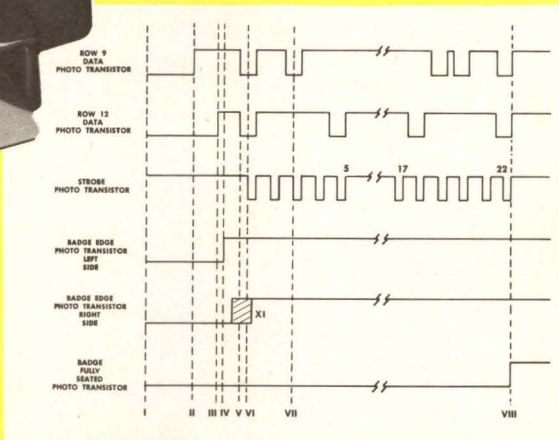 ROW 9
DATA
PHOTO TRANSISTOR
ROW 12
DATA
PHOTO TRANSISTOR
STROBE
PHOTO TRANSISTOR
5 17 22
BADGE EDGE
PHOTO TRANSISTOR
LEFT
SIDE
BADGE EDGE
PHOTO TRANSISTOR
RIGHT
SIDE
XI
BADGE
FULLY
SEATED
PHOTO TRANSISTOR
I II III IV V VI VII VIII